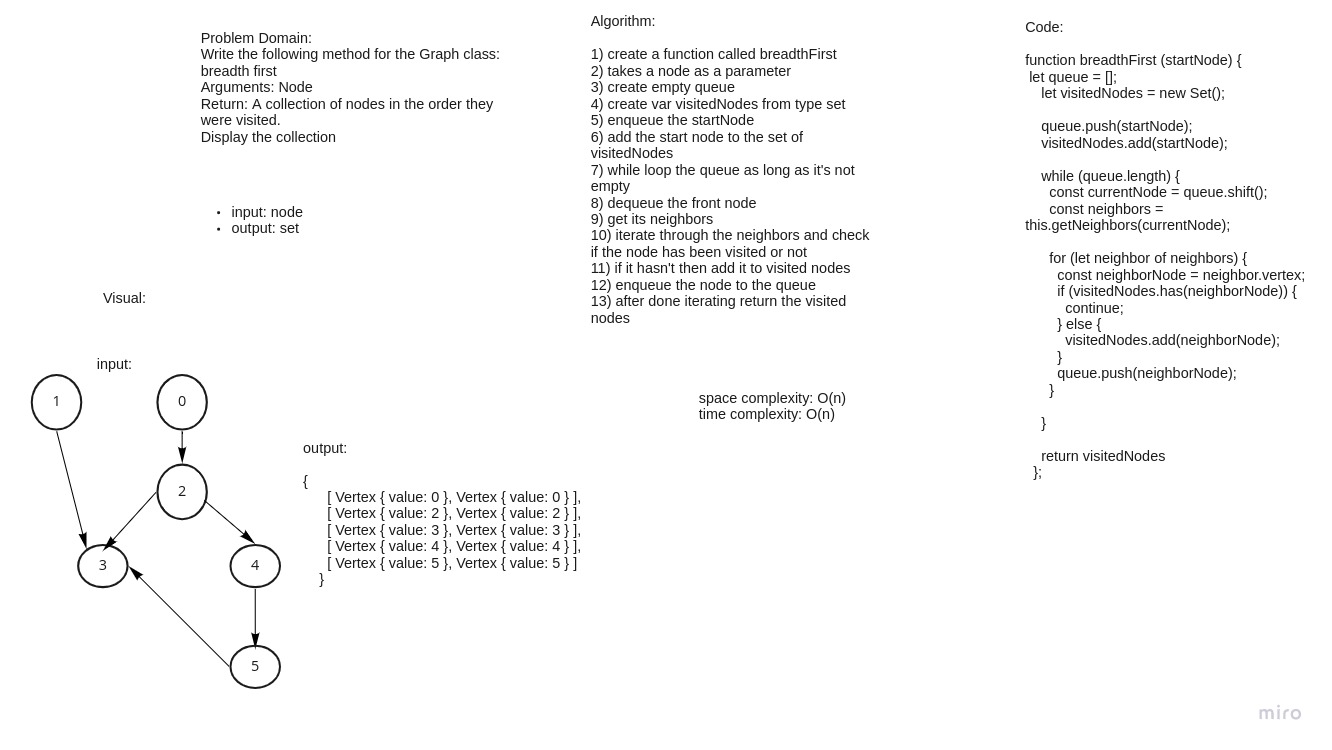 Problem Domain:
Write the following method for the Graph class:
breadth first
Arguments: Node
Return: A collection of nodes in the order they
were visited.
Display the collection
• input: node
• output: set
Visual:
input:
1
0
2
3
4
5
output:
{
[ Vertex { value: 0 }, Vertex { value: 0 } ],
[ Vertex { value: 2 }, Vertex { value: 2 } ],
[ Vertex { value: 3 }, Vertex { value: 3 } ],
[ Vertex { value: 4 }, Vertex { value: 4 } ],
[ Vertex { value: 5 }, Vertex { value: 5 } ]
}
Algorithm:
1) create a function called breadthFirst
2) takes a node as a parameter
3) create empty queue
4) create var visitedNodes from type set
5) enqueue the startNode
6) add the start node to the set of
visitedNodes
7) while loop the queue as long as it's not
empty
8) dequeue the front node
9) get its neighbors
10) iterate through the neighbors and check
if the node has been visited or not
11) if it hasn't then add it to visited nodes
12) enqueue the node to the queue
13) after done iterating return the visited
nodes
space complexity: O(n)
time complexity: O(n)
Code:
function breadthFirst (startNode) {
let queue = [];
let visitedNodes = new Set();
queue.push(startNode);
visitedNodes.add(startNode);
while (queue.length) {
const currentNode = queue.shift();
const neighbors =
this.getNeighbors(currentNode);
for (let neighbor of neighbors) {
const neighborNode = neighbor.vertex;
if (visitedNodes.has(neighborNode)) {
continue;
} else {
visitedNodes.add(neighborNode);
}
queue.push(neighborNode);
}
}
return visitedNodes
};
miro